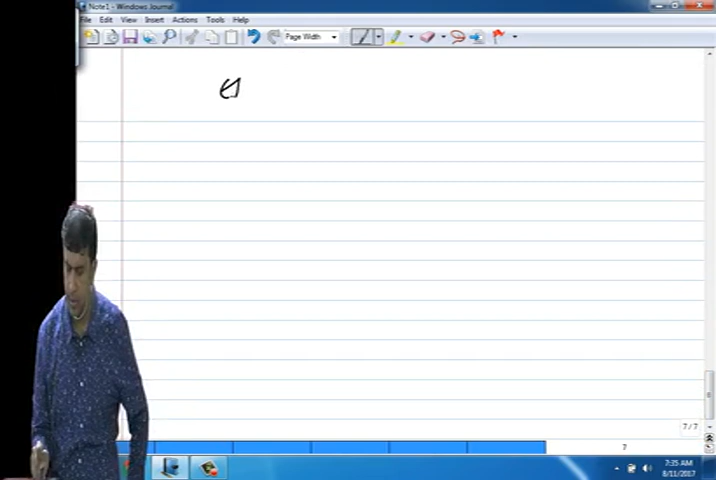 Note1 - Windows Journal
File Edit View Insert Actions Tools Help
Page Width
7 / 7
7
7:35 AM
8/11/2017